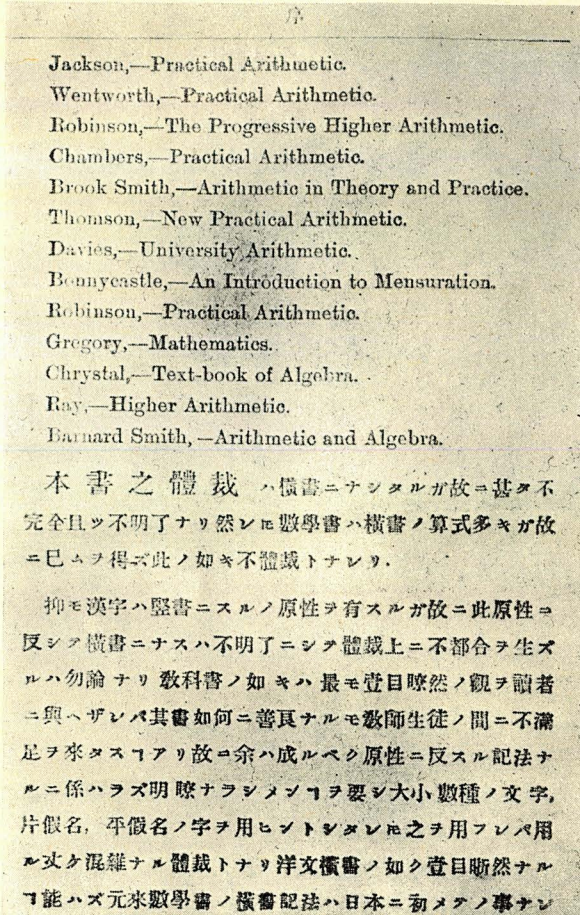 序
Jackson,—Practical Arithmetic.
Wentworth,—Practical Arithmetic.
Robinson,—The Progressive Higher Arithmetic.
Chambers,—Practical Arithmetic.
Brook Smith,—Arithmetic in Theory and Practice.
Thomson,—New Practical Arithmetic.
Davies,—University Arithmetic.
Bonnycastle,—An Introduction to Mensuration.
Robinson,—Practical Arithmetic.
Gregory,—Mathematics.
Chrystal,—Text-book of Algebra.
Ray,—Higher Arithmetic.
Barnard Smith,—Arithmetic and Algebra.
本書之體裁ハ橫書ニナシタルガ故ニ甚タ不
完全且ツ不明了ナリ然レ𪜈數學書ハ橫書ノ算式多キガ故
ニ已ムヲ得ズ此ノ如キ不體裁トナレリ.
抑モ漢字ハ竪書ニスルノ原性ヲ有スルガ故ニ此原性ニ
反シテ橫書ニナスハ不明了ニシテ體裁上ニ不都合ヲ生ズ
ルハ勿論ナリ敎科書ノ如キハ最モ壹目瞭然ノ觀ヲ讀者
ニ與ヘザレバ其書如何ニ善良ナルモ敎師生徒ノ間ニ不滿
足ヲ來タスヿアリ故ニ余ハ成ルベク原性ニ反スル記法ナ
ルニ係ハラズ明瞭ナラシメンヿヲ要シ大小數種ノ文字,
片假名, 平假名ノ字ヲ用ヒントシタレ𪜈之ヲ用フレバ用
ル丈ケ混雜ナル體裁トナリ洋文橫書ノ如ク壹目晰然ナル
ヿ能ハズ元來數學書ノ橫書記法ハ日本ニ初メテノ事ナレ